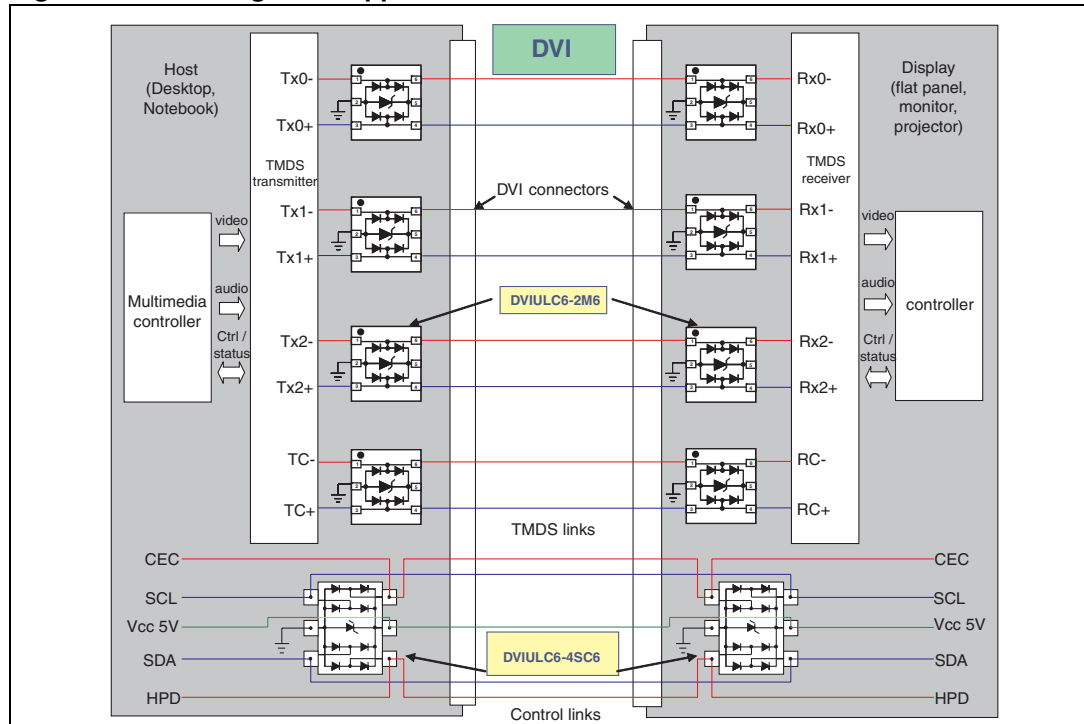 DVI
Host
(Desktop,
Notebook)
Display
(flat panel,
monitor,
projector)
Tx0-
Tx0+
TMDS
transmitter
Tx1-
Tx1+
Tx2-
Tx2+
TC-
TC+
Rx0-
Rx0+
TMDS
receiver
Rx1-
Rx1+
Rx2-
Rx2+
RC-
RC+
DVI connectors
Multimedia
controller
video
audio
Ctrl /
status
video
audio
Ctrl /
status
controller
DVIULC6-2M6
TMDS links
CEC
SCL
Vcc 5V
SDA
HPD
CEC
SCL
Vcc 5V
SDA
HPD
DVIULC6-4SC6
Control links